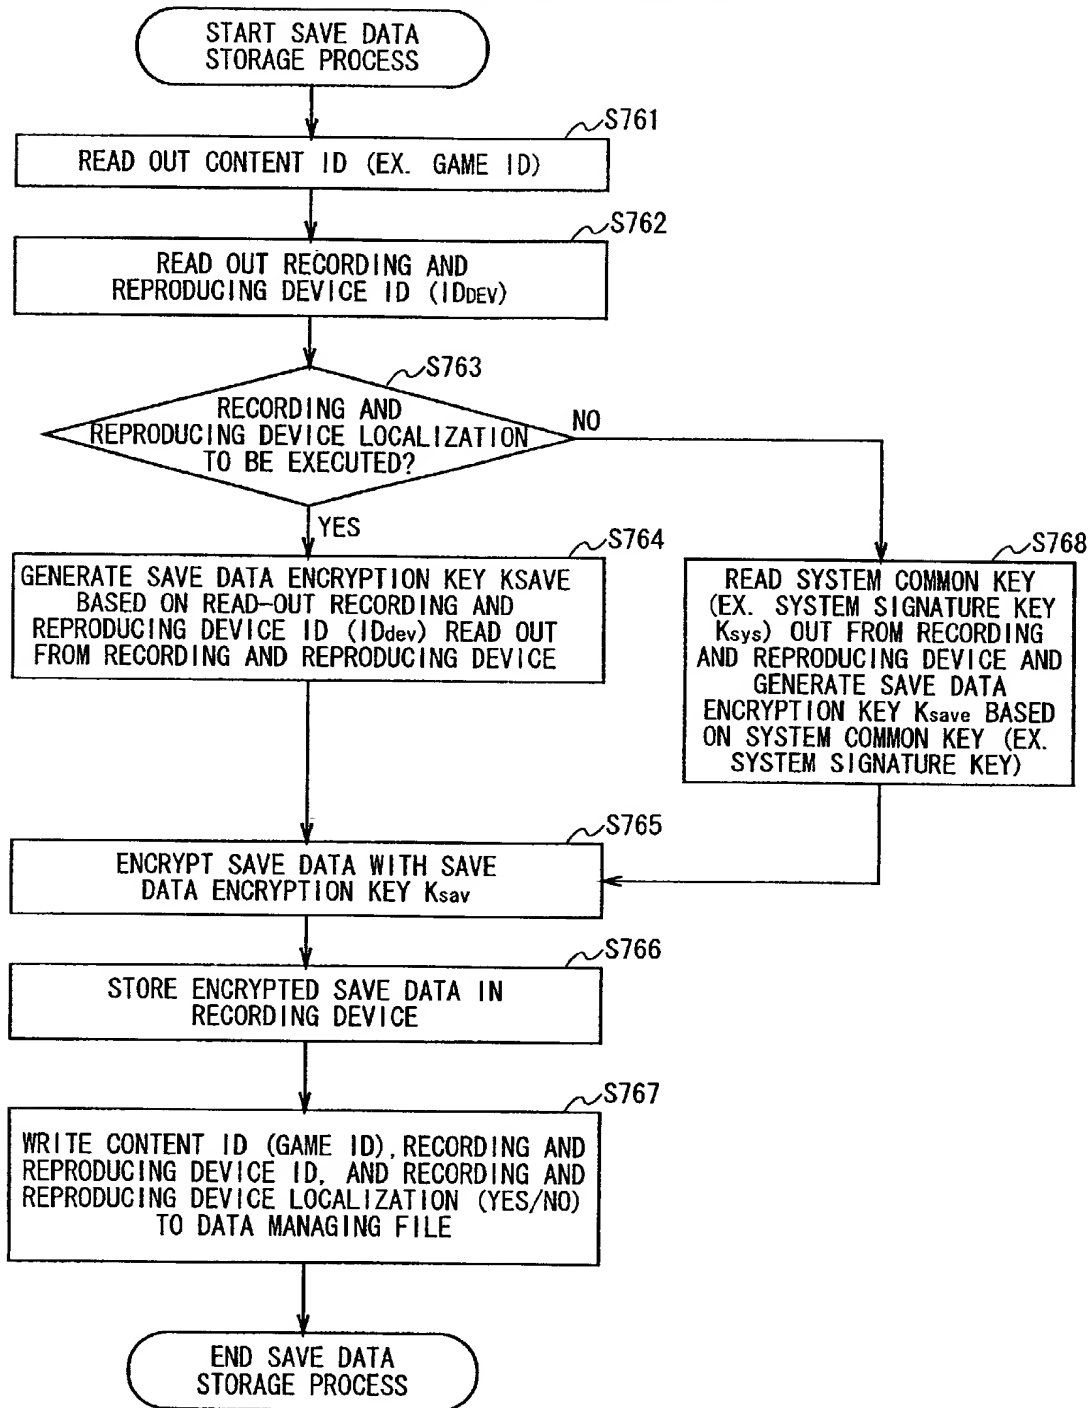 START SAVE DATA
STORAGE PROCESS
S761
READ OUT CONTENT ID (EX. GAME ID)
S762
READ OUT RECORDING AND
REPRODUCING DEVICE ID (IDDEV)
S763
RECORDING AND
REPRODUCING DEVICE LOCALIZATION
TO BE EXECUTED?
NO
YES
S764
GENERATE SAVE DATA ENCRYPTION KEY KSAVE
BASED ON READ-OUT RECORDING AND
REPRODUCING DEVICE ID (IDdev) READ OUT
FROM RECORDING AND REPRODUCING DEVICE
S768
READ SYSTEM COMMON KEY
(EX. SYSTEM SIGNATURE KEY
Ksys) OUT FROM RECORDING
AND REPRODUCING DEVICE AND
GENERATE SAVE DATA
ENCRYPTION KEY Ksave BASED
ON SYSTEM COMMON KEY (EX.
SYSTEM SIGNATURE KEY)
S765
ENCRYPT SAVE DATA WITH SAVE
DATA ENCRYPTION KEY Ksav
S766
STORE ENCRYPTED SAVE DATA IN
RECORDING DEVICE
S767
WRITE CONTENT ID (GAME ID), RECORDING AND
REPRODUCING DEVICE ID, AND RECORDING AND
REPRODUCING DEVICE LOCALIZATION (YES/NO)
TO DATA MANAGING FILE
END SAVE DATA
STORAGE PROCESS